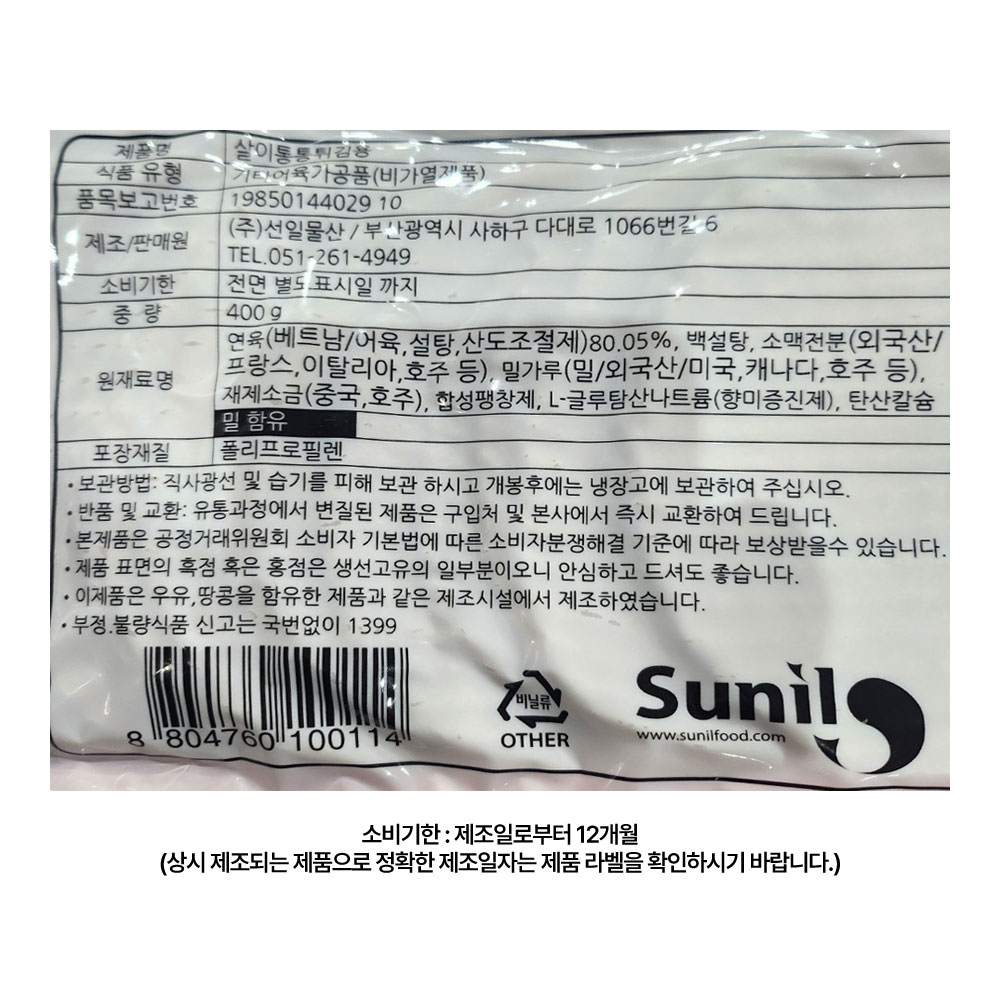 제품명 살이통통튀김용
식품 유형 기타어육가공품(비가열제품)
품목보고번호 19850144029 10
제조/판매원 (주)선일물산 / 부산광역시 사하구 다대로 1066번길 6
TEL.051-261-4949
소비기한 전면 별도표시일 까지
중 량 400 g
원재료명 연육(베트남/어육,설탕,산도조절제)80.05%, 백설탕, 소맥전분(외국산/
프랑스,이탈리아,호주 등), 밀가루(밀/외국산/미국,캐나다,호주 등),
재제소금(중국,호주), 합성팽창제, L-글루탐산나트륨(향미증진제), 탄산칼슘
밀 함유
포장재질 폴리프로필렌
• 보관방법: 직사광선 및 습기를 피해 보관 하시고 개봉후에는 냉장고에 보관하여 주십시오.
• 반품 및 교환: 유통과정에서 변질된 제품은 구입처 및 본사에서 즉시 교환하여 드립니다.
• 본제품은 공정거래위원회 소비자 기본법에 따른 소비자분쟁해결 기준에 따라 보상받을수 있습니다.
• 제품 표면의 흑점 혹은 홍점은 생선고유의 일부분이오니 안심하고 드셔도 좋습니다.
• 이제품은 우유,땅콩을 함유한 제품과 같은 제조시설에서 제조하였습니다.
• 부정.불량식품 신고는 국번없이 1399
8 804760 100114
비닐류
OTHER
Sunil
www.sunilfood.com
소비기한 : 제조일로부터 12개월
(상시 제조되는 제품으로 정확한 제조일자는 제품 라벨을 확인하시기 바랍니다.)